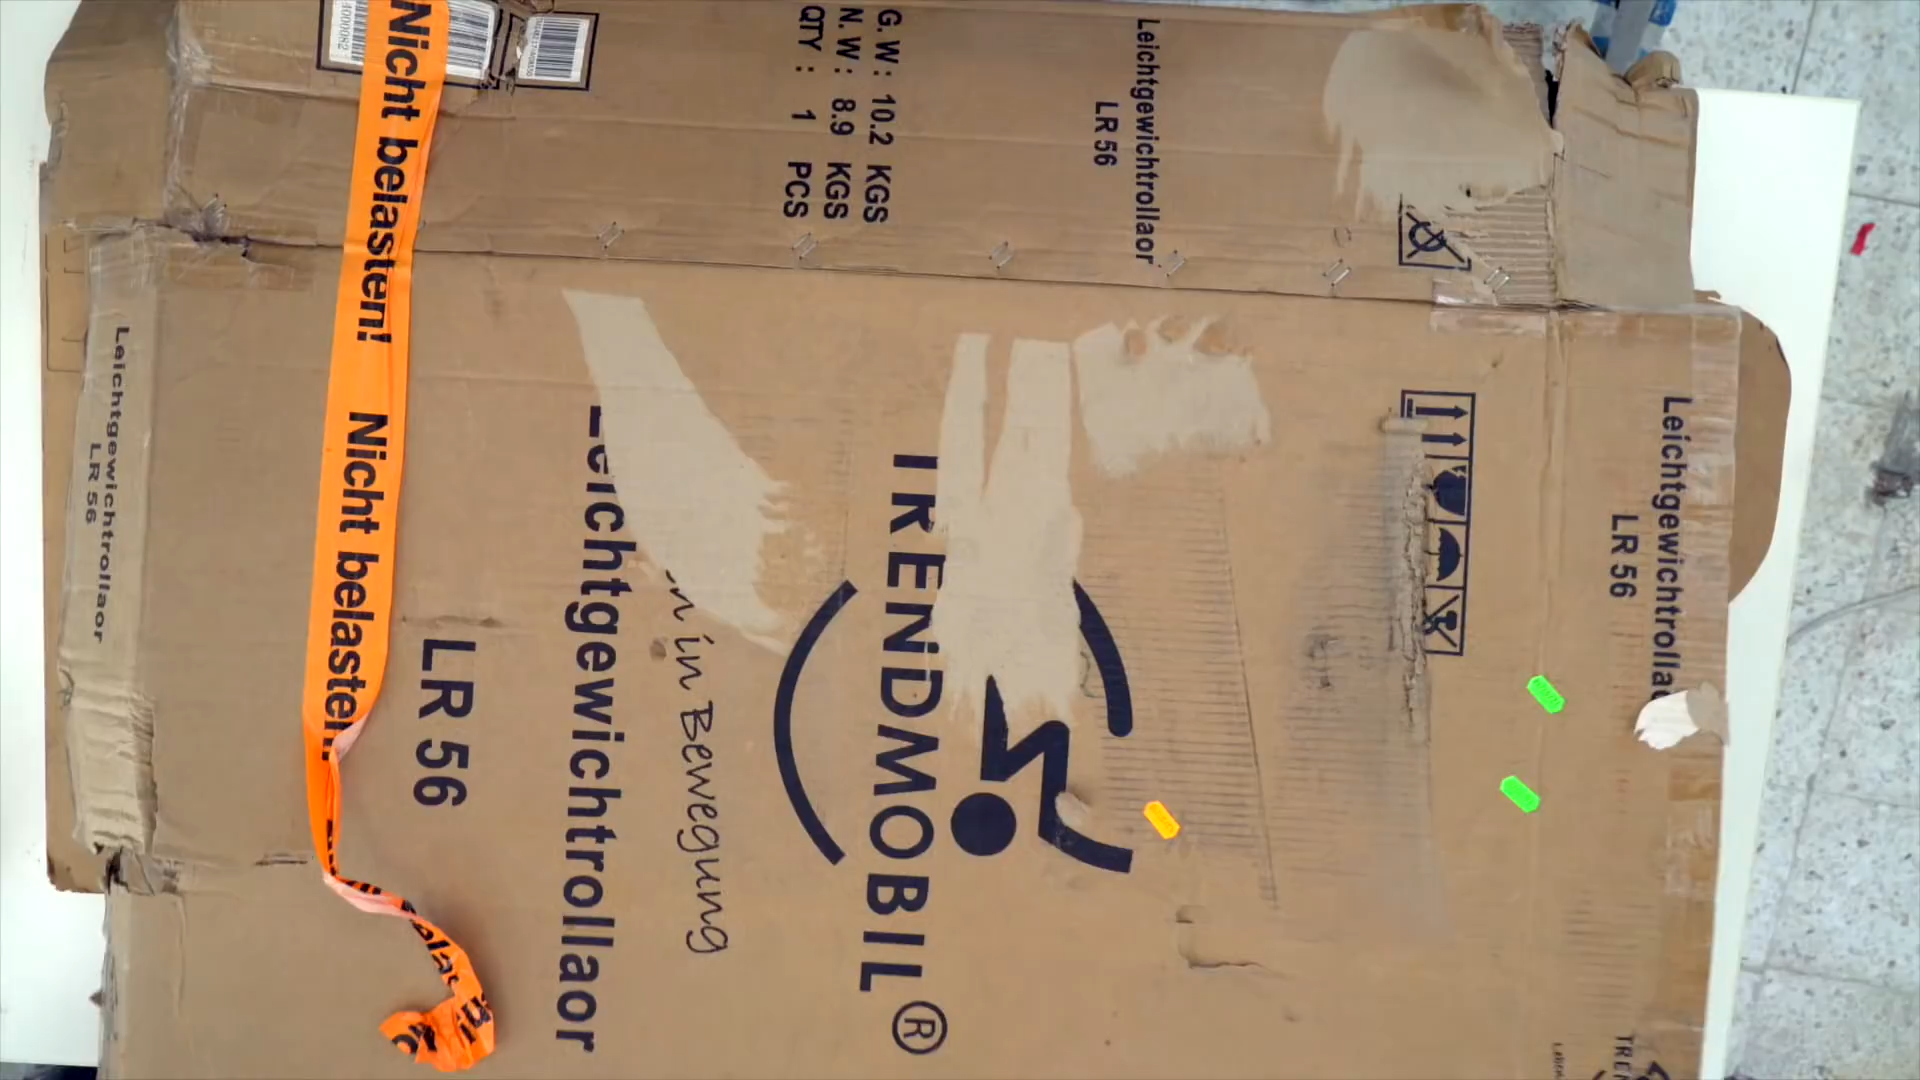 Nicht belasten! Nicht belasten!
G.W: 10.2 KGS
N.W: 8.9 KGS
QTY: 1 PCS
Leichtgewichtrollaor
LR 56
TRENDMOBIL®
in Bewegung
Leichtgewichtrollaor
LR 56
Leichtgewichtrollaor
LR 56
Leichtgewichtrolla
LR 56